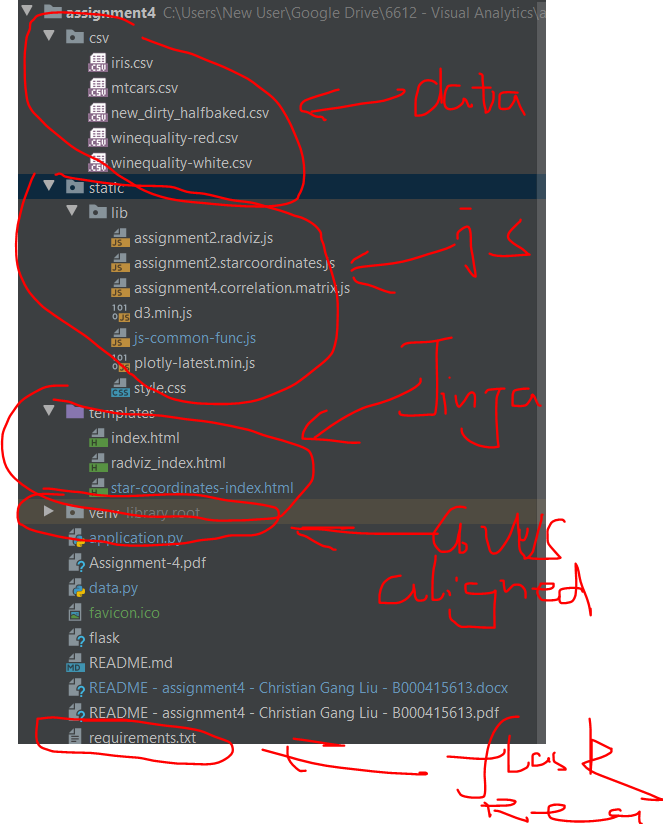 assignment4 C:\Users\New User\Google Drive\6612 - Visual Analytics\a
csv
iris.csv
mtcars.csv
new_dirty_halfbaked.csv
data
winequality-red.csv
winequality-white.csv
static
lib
assignment2.radviz.js
js
assignment2.starcoordinates.js
assignment4.correlation.matrix.js
d3.min.js
js-common-func.js
plotly-latest.min.js
style.css
Jinga
templates
index.html
radviz_index.html
star-coordinates-index.html
venv library root
application.py
Assignment-4.pdf
aligned
data.py
favicon.ico
flask
README.md
README - assignment4 - Christian Gang Liu - B000415613.docx
README - assignment4 - Christian Gang Liu - B000415613.pdf
requirements.txt
flask